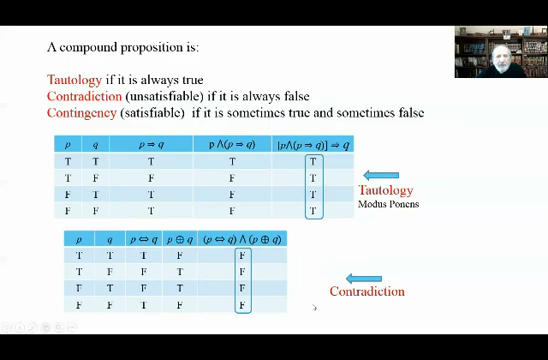 A compound proposition is:
Tautology if it is always true
Contradiction (unsatisfiable) if it is always false
Contingency (satisfiable) if it is sometimes true and sometimes false
p q p ⇒ q p ∧(p ⇒ q) [p∧(p ⇒ q)] ⇒ q
T T T T T
T F F F T
F T T F T
F F T F T
Tautology
Modus Ponens
p q p ⇔ q p ⊕ q (p ⇔ q) ∧ (p ⊕ q)
T T T F F
T F F T F
F T F T F
F F T F F
Contradiction